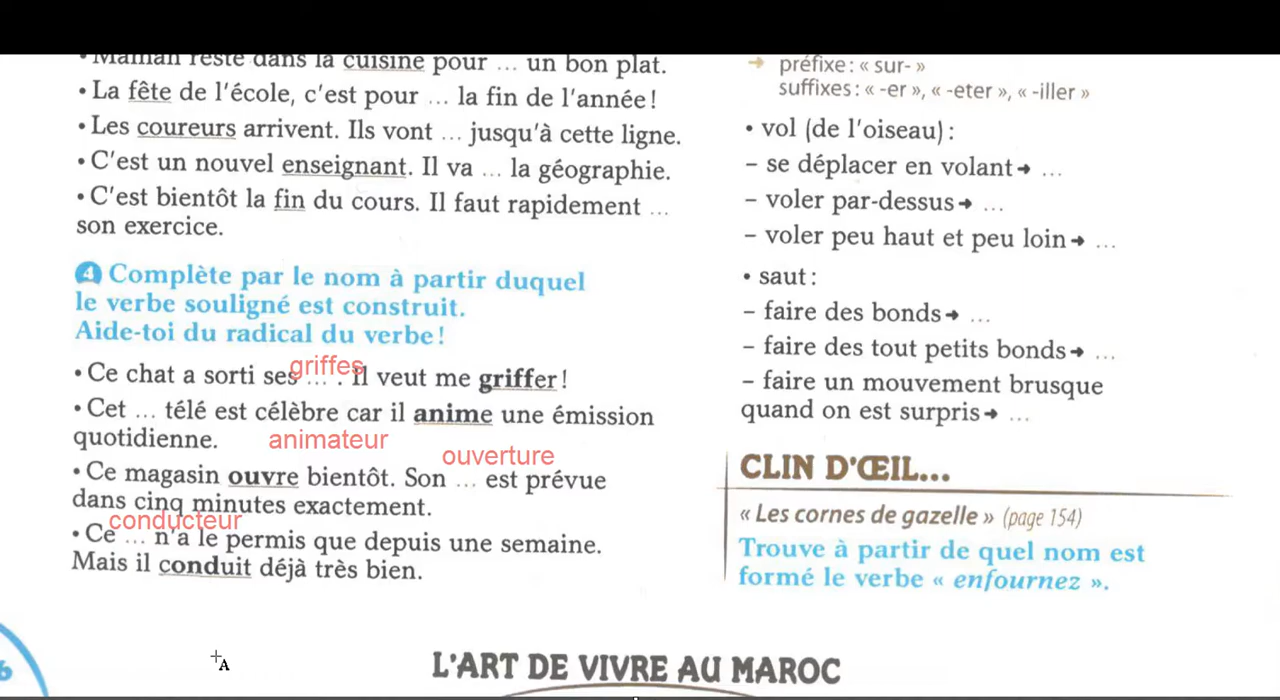 • Maman reste dans la cuisine pour ... un bon plat.
• La fête de l'école, c'est pour ... la fin de l'année !
• Les coureurs arrivent. Ils vont ... jusqu'à cette ligne.
• C'est un nouvel enseignant. Il va ... la géographie.
• C'est bientôt la fin du cours. Il faut rapidement ...
son exercice.
4 Complète par le nom à partir duquel
le verbe souligné est construit.
Aide-toi du radical du verbe !
griffes
• Ce chat a sorti ses ... . Il veut me griffer !
• Cet ... télé est célèbre car il anime une émission
quotidienne.
animateur
ouverture
• Ce magasin ouvre bientôt. Son ... est prévue
dans cinq minutes exactement.
conducteur
• Ce ... n'a le permis que depuis une semaine.
Mais il conduit déjà très bien.
→ préfixe : « sur- »
suffixes : « -er », « -eter », « -iller »
• vol (de l'oiseau) :
– se déplacer en volant → ...
– voler par-dessus → ...
– voler peu haut et peu loin → ...
• saut :
– faire des bonds → ...
– faire des tout petits bonds → ...
– faire un mouvement brusque
quand on est surpris → ...
CLIN D'ŒIL...
« Les cornes de gazelle » (page 154)
Trouve à partir de quel nom est
formé le verbe « enfournez ».
6
L'ART DE VIVRE AU MAROC
A